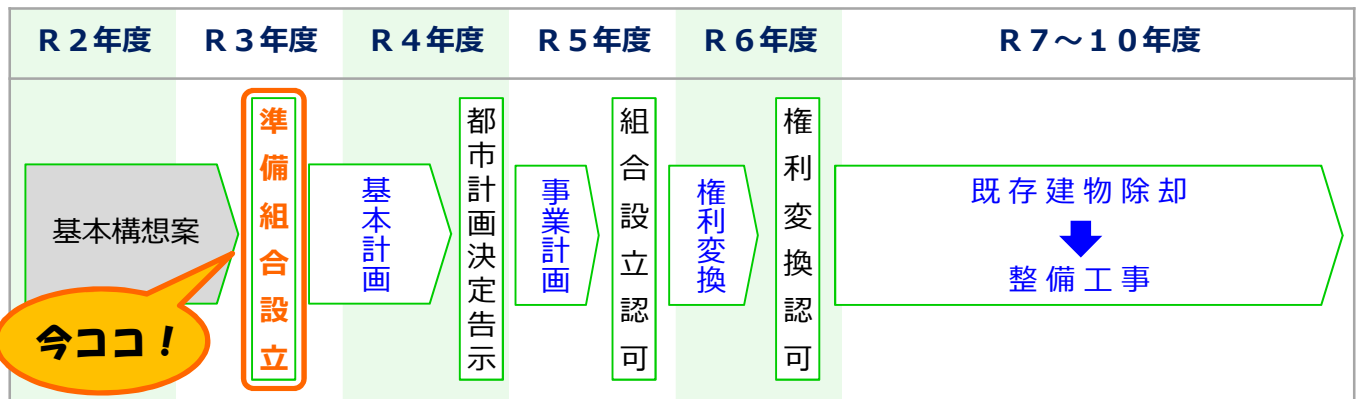 R2年度 R3年度 R4年度 R5年度 R6年度 R7～10年度
基本構想案
準備組合設立
基本計画
都市計画決定告示
事業計画
組合設立認可
権利変換
権利変換認可
既存建物除却
整備工事
今ココ！